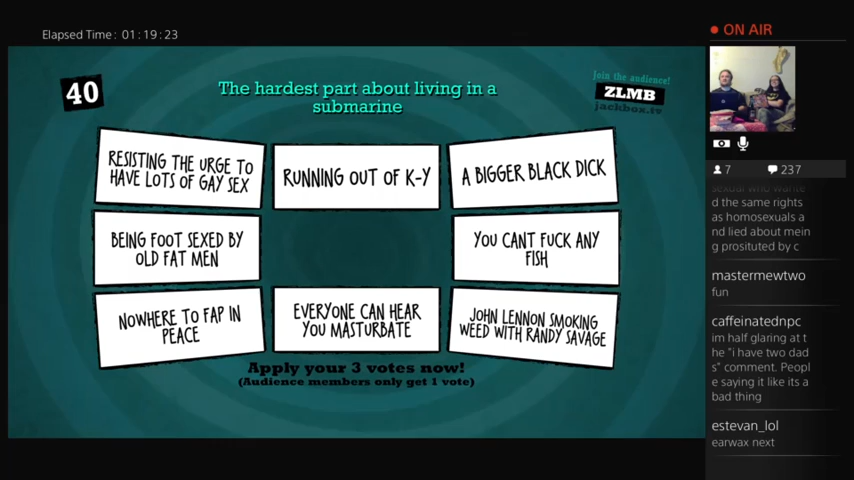 Elapsed Time : 01:19:23
ON AIR
40
The hardest part about living in a
submarine
join the audience!
ZLMB
jackbox.tv
RESISTING THE URGE TO
HAVE LOTS OF GAY SEX
RUNNING OUT OF K-Y
A BIGGER BLACK DICK
BEING FOOT SEXED BY
OLD FAT MEN
YOU CANT FUCK ANY
FISH
NOWHERE TO FAP IN
PEACE
EVERYONE CAN HEAR
YOU MASTURBATE
JOHN LENNON SMOKING
WEED WITH RANDY SAVAGE
Apply your 3 votes now!
(Audience members only get 1 vote)
7
237
sexual who wante
d the same rights
as homosexuals a
nd lied about mein
g prosituted by c
mastermewtwo
fun
caffeinatednpc
im half glaring at t
he "i have two dad
s" comment. Peopl
e saying it like its a
bad thing
estevan_lol
earwax next